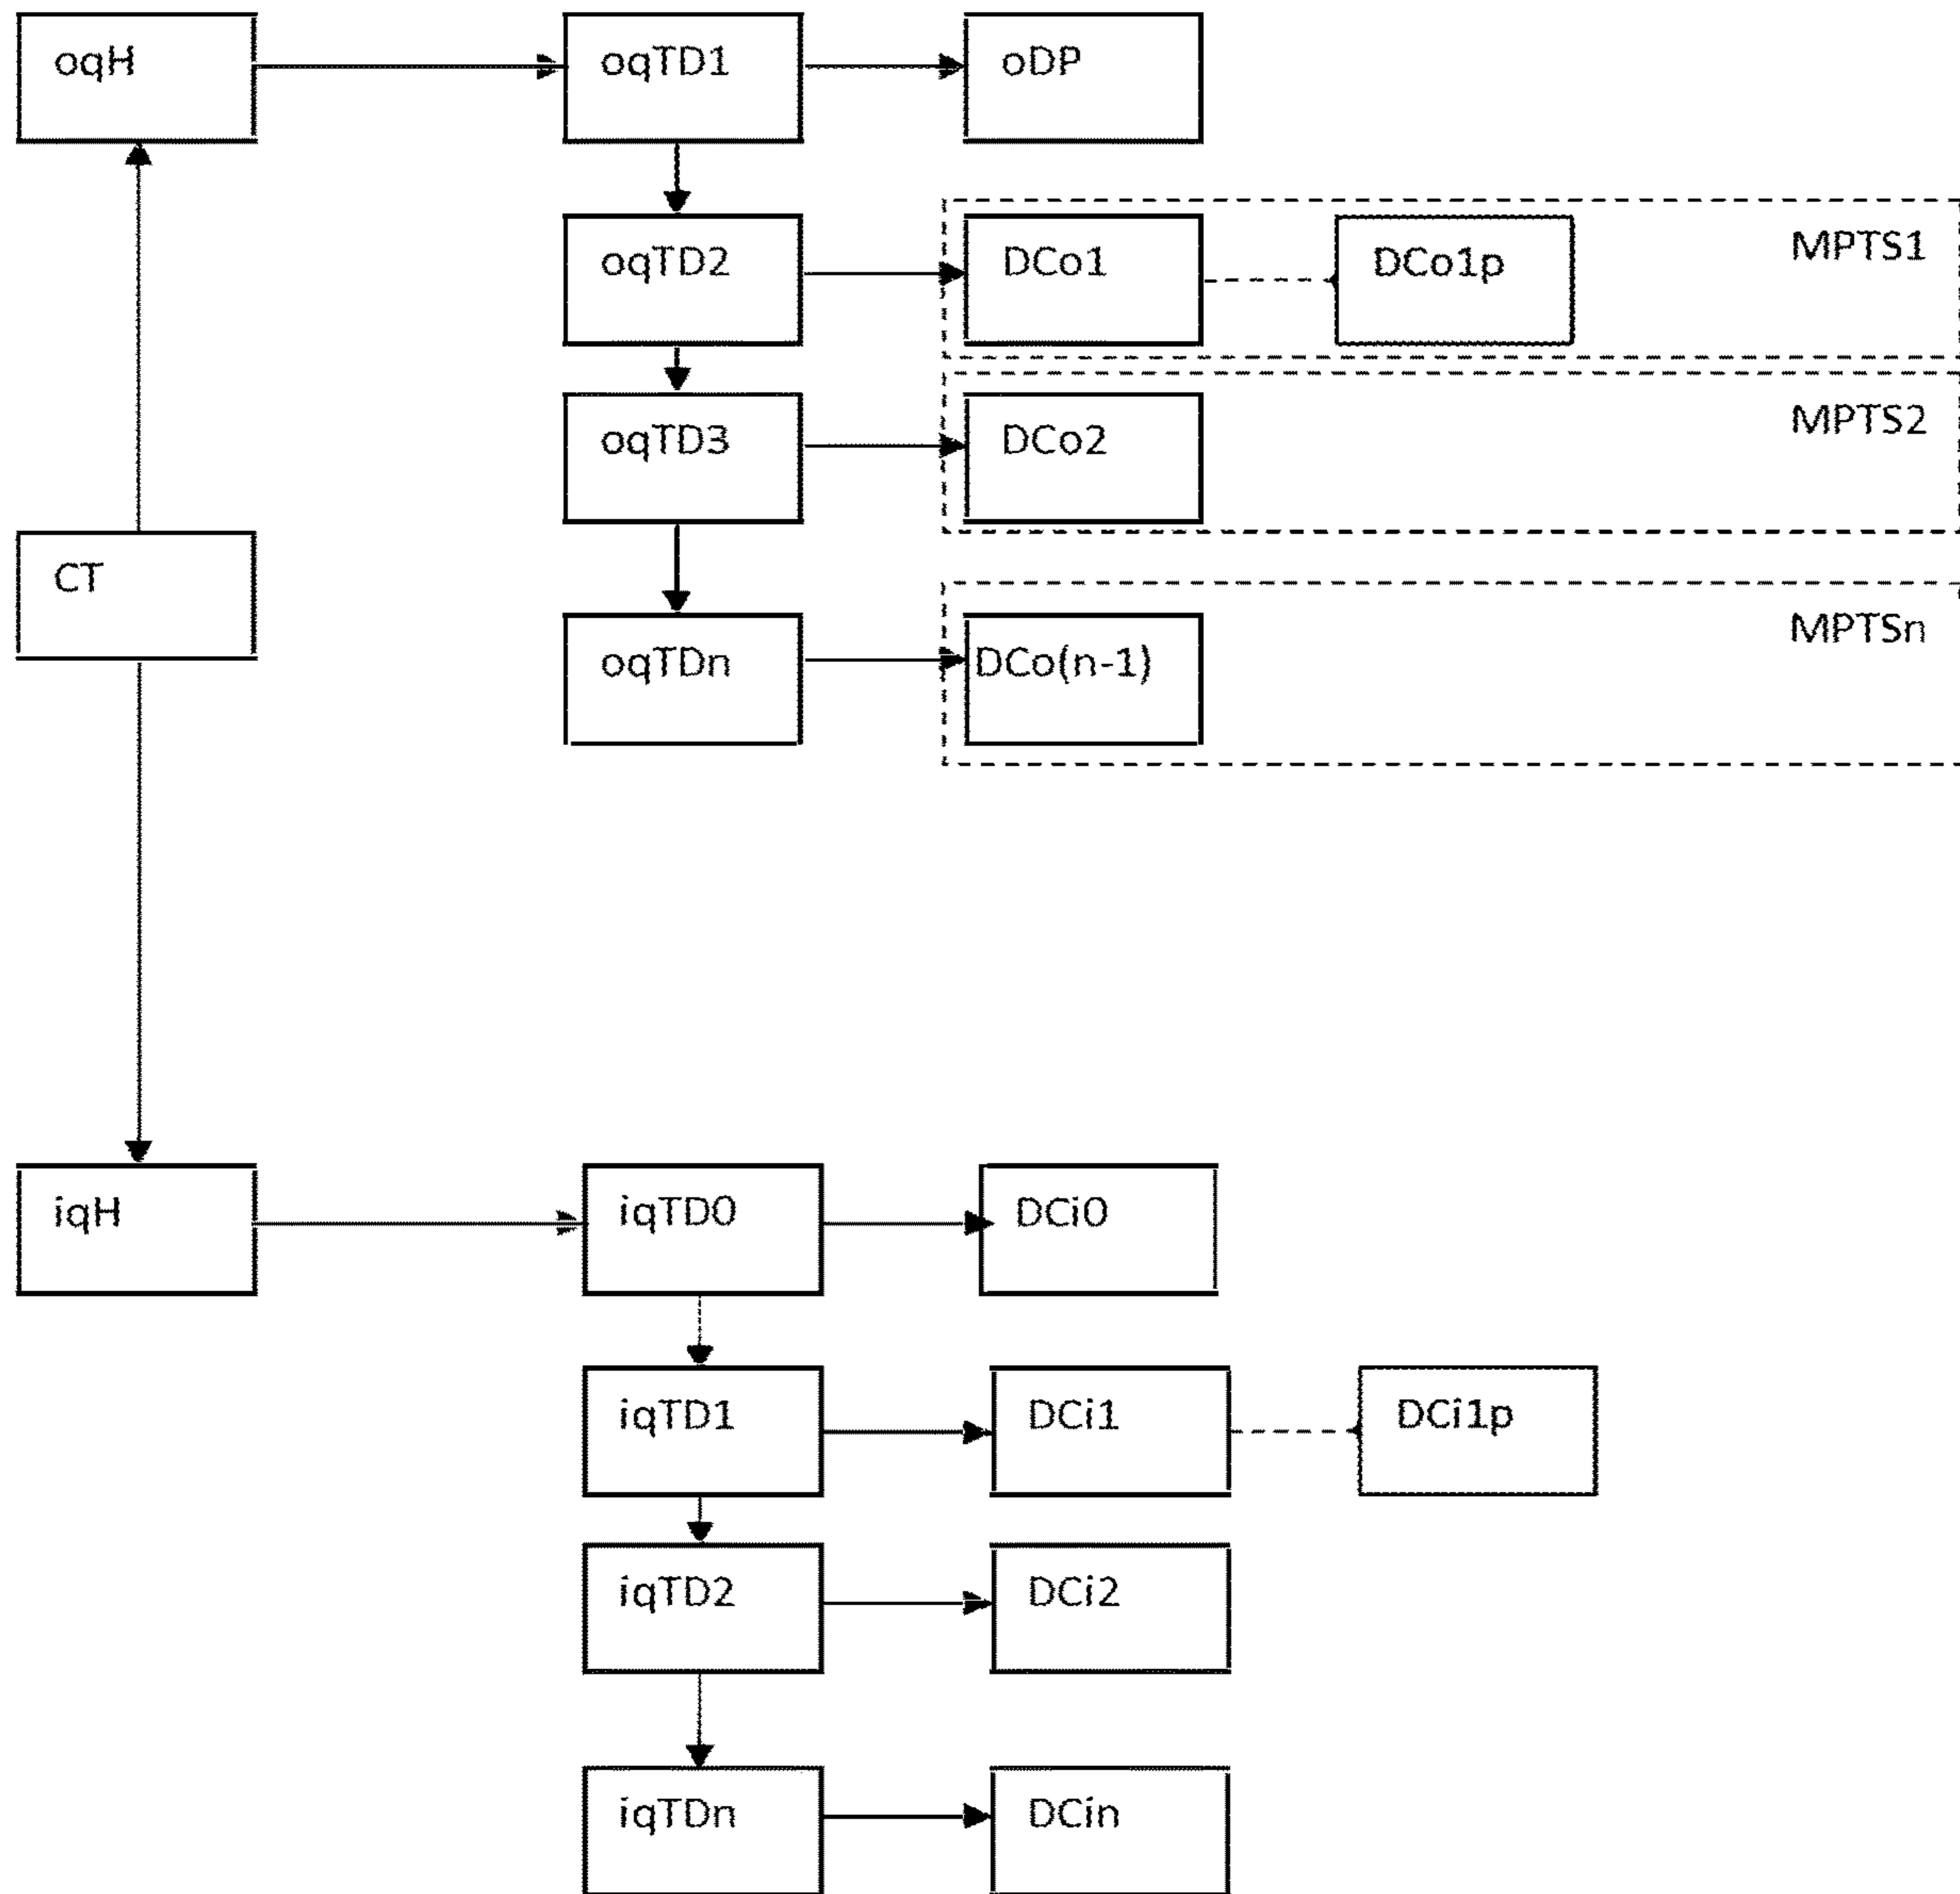 oqH
oqTD1
oDP
oqTD2
DCo1
DCo1p
MPTS1
oqTD3
DCo2
MPTS2
CT
oqTDn
DCo(n-1)
MPTSn
iqH
iqTD0
DCi0
iqTD1
DCi1
DCi1p
iqTD2
DCi2
iqTDn
DCin